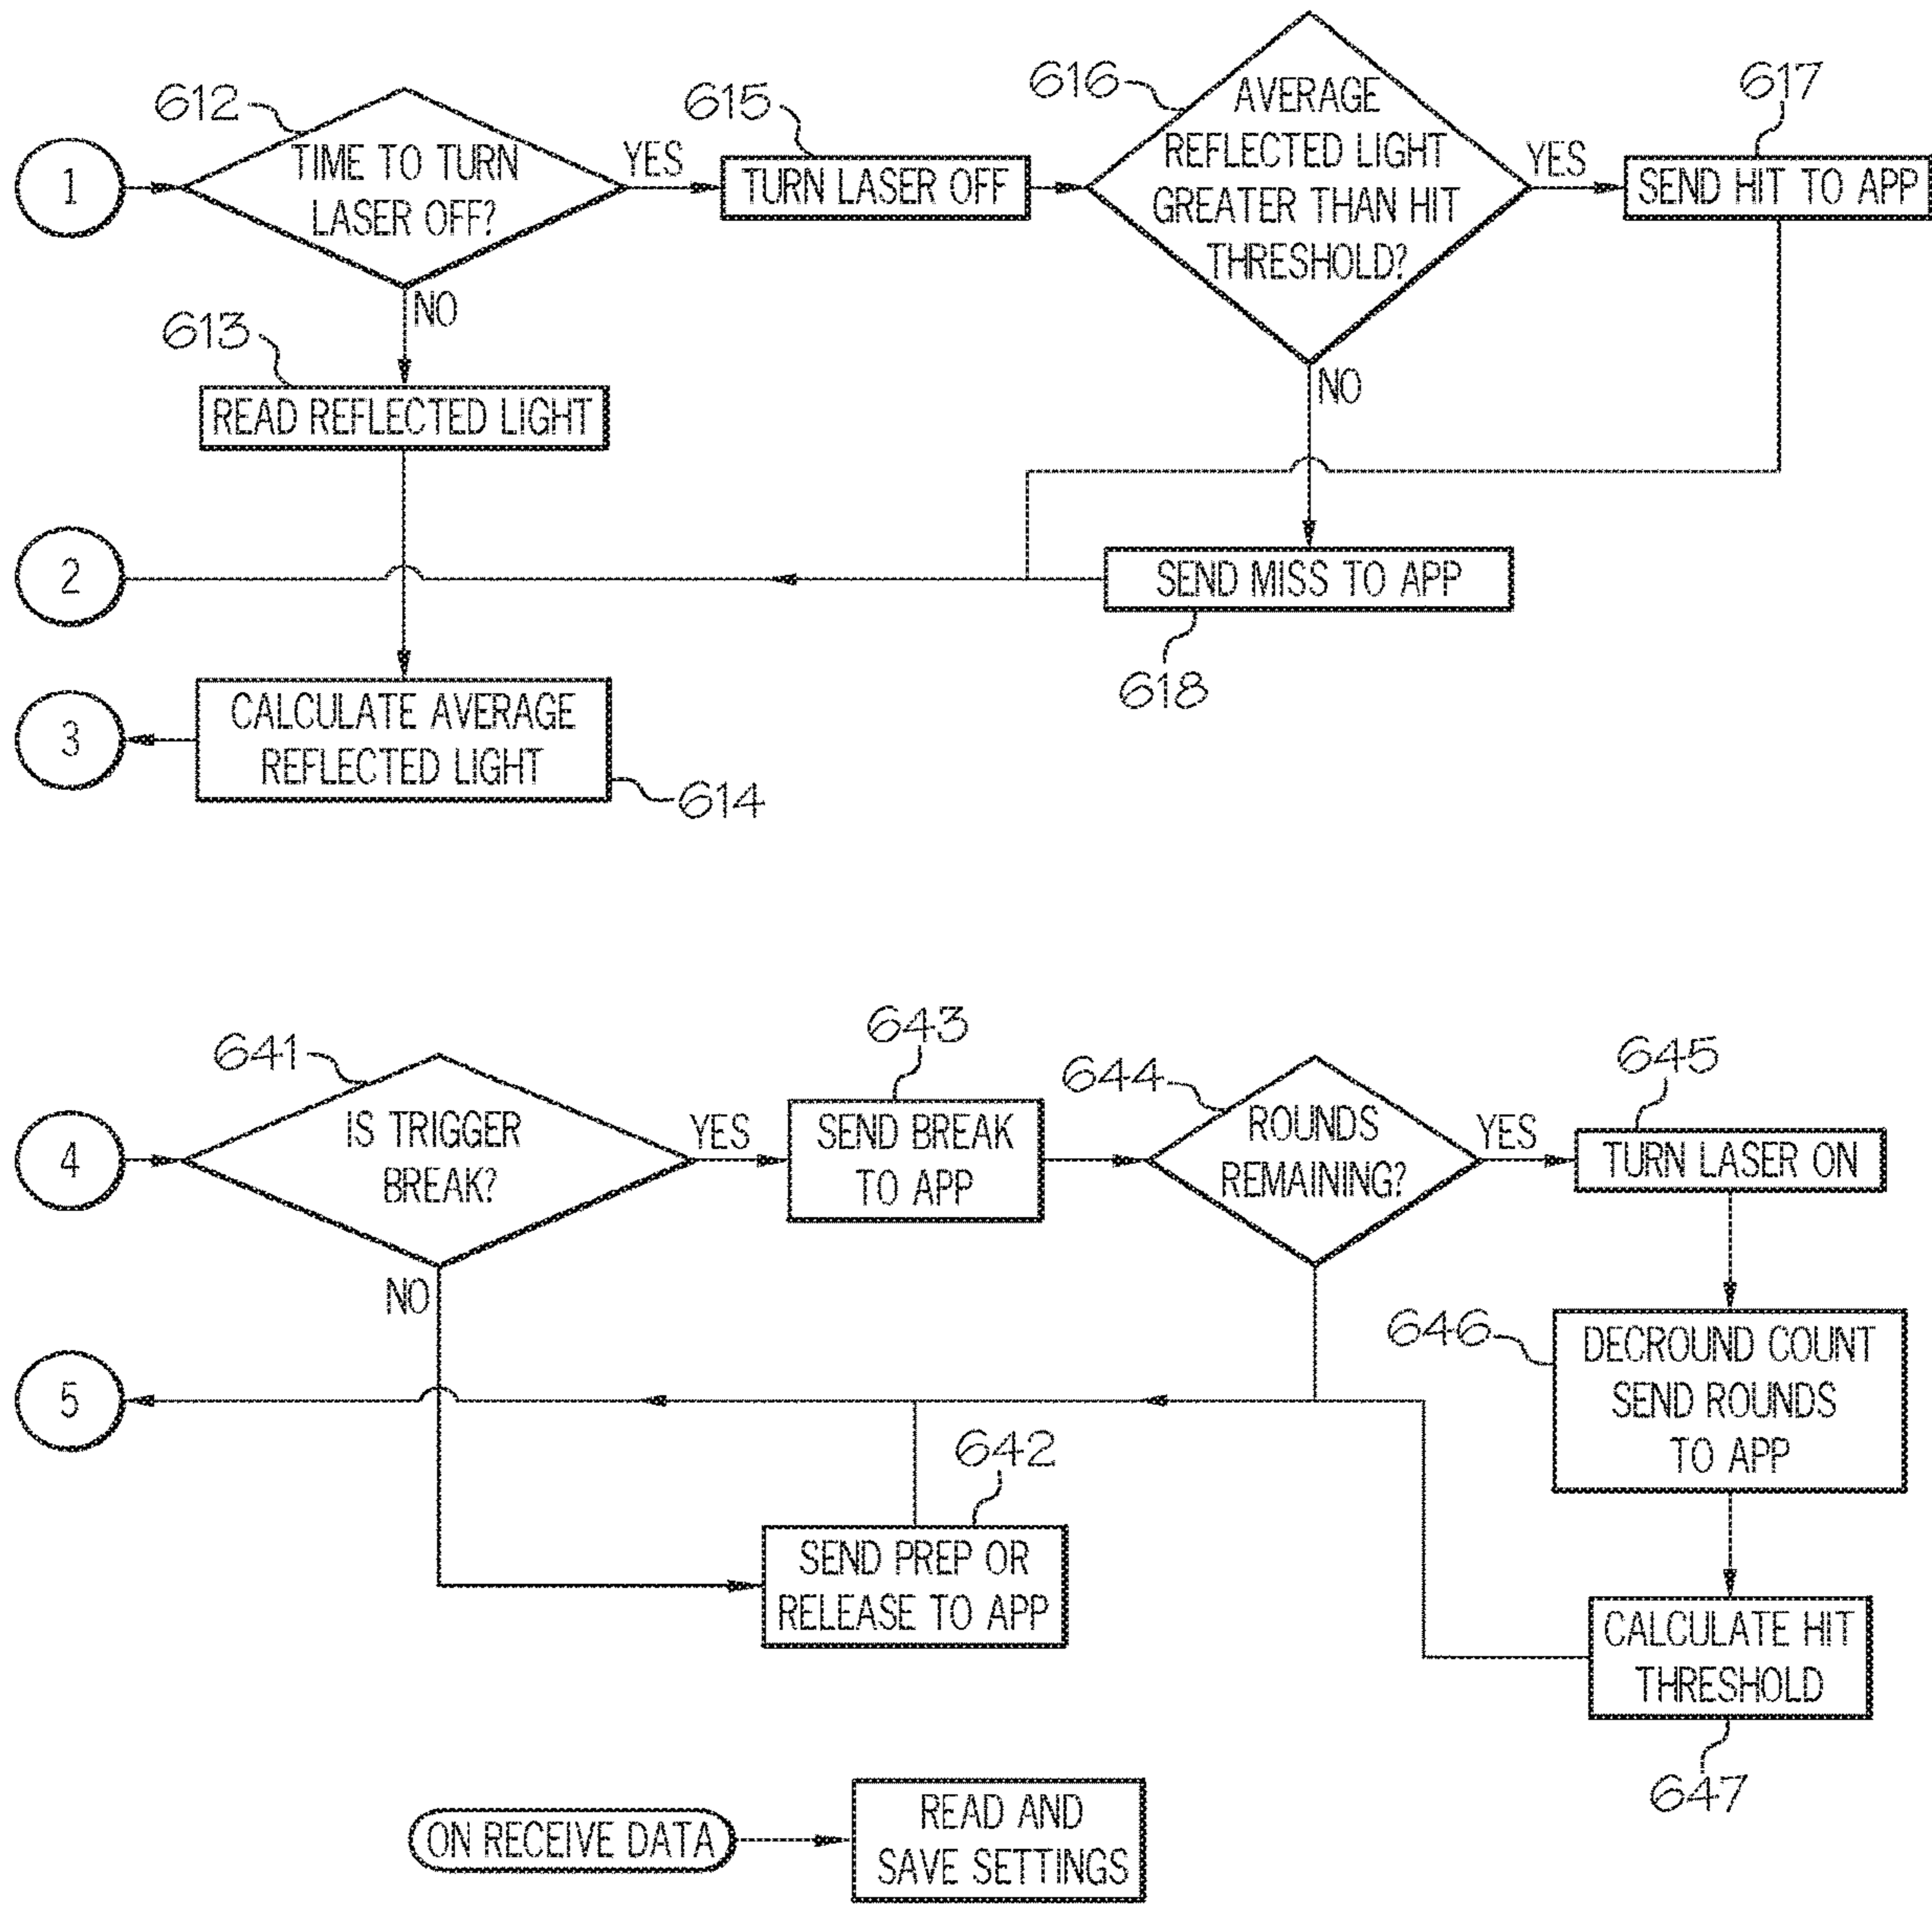 612
615
616
617
1
TIME TO TURN
LASER OFF?
YES
TURN LASER OFF
AVERAGE
REFLECTED LIGHT
GREATER THAN HIT
THRESHOLD?
YES
SEND HIT TO APP
NO
613
READ REFLECTED LIGHT
NO
2
SEND MISS TO APP
618
3
CALCULATE AVERAGE
REFLECTED LIGHT
614
641
643
644
645
4
IS TRIGGER
BREAK?
YES
SEND BREAK
TO APP
ROUNDS
REMAINING?
YES
TURN LASER ON
NO
5
646
DECROUND COUNT
SEND ROUNDS
TO APP
642
SEND PREP OR
RELEASE TO APP
CALCULATE HIT
THRESHOLD
647
ON RECEIVE DATA
READ AND
SAVE SETTINGS